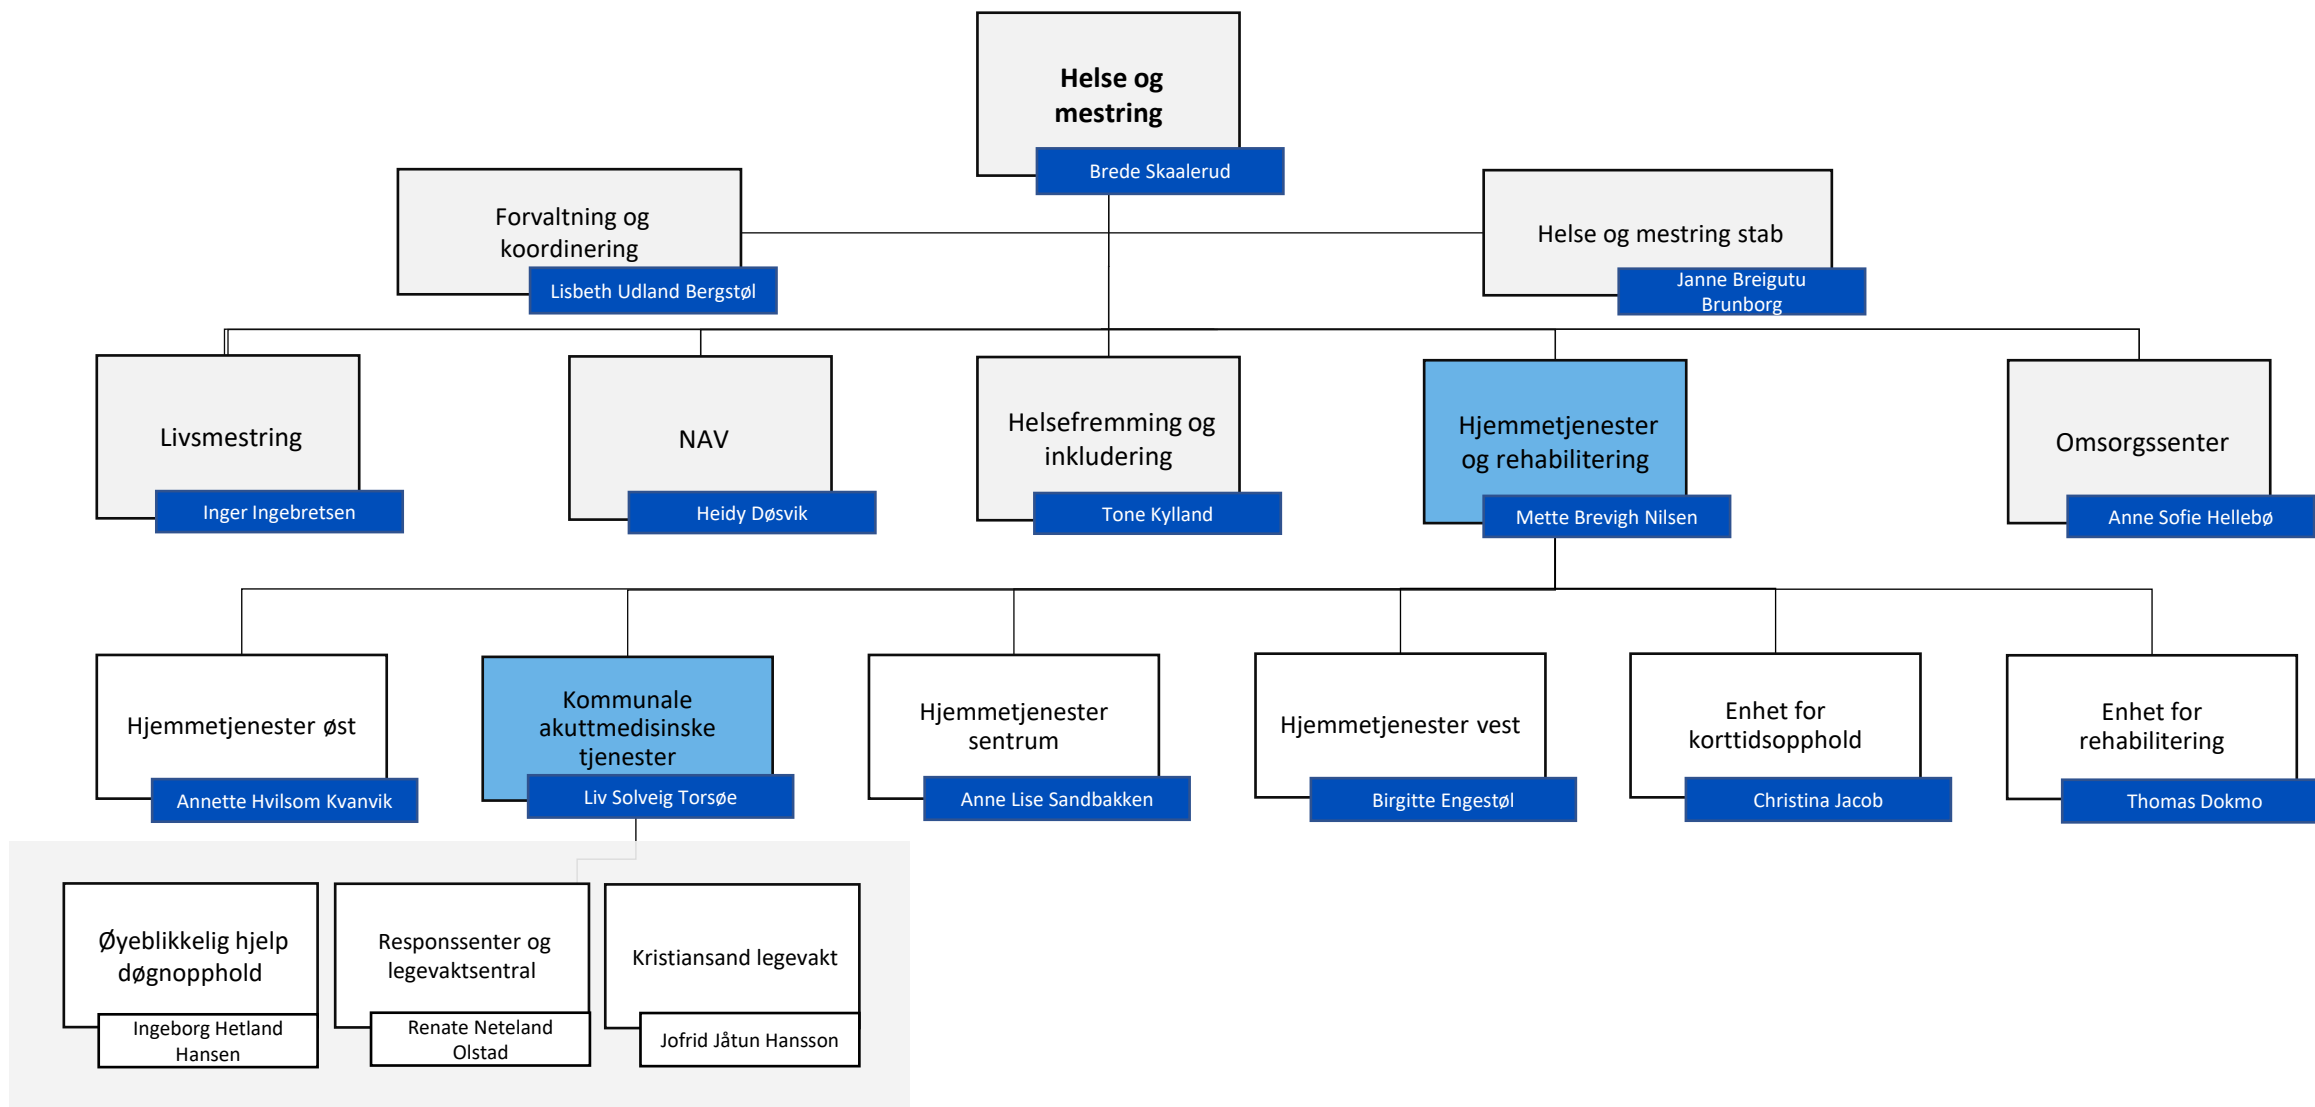 Helse og
mestring
Brede Skaalerud
Forvaltning og
koordinering
Lisbeth Udland Bergstøl
Helse og mestring stab
Janne Breigutu
Brunborg
Livsmestring
Inger Ingebretsen
NAV
Heidy Døsvik
Helsefremming og
inkludering
Tone Kylland
Hjemmetjenester
og rehabilitering
Mette Brevigh Nilsen
Omsorgssenter
Anne Sofie Hellebø
Hjemmetjenester øst
Annette Hvilsom Kvanvik
Kommunale
akuttmedisinske
tjenester
Liv Solveig Torsøe
Hjemmetjenester
sentrum
Anne Lise Sandbakken
Hjemmetjenester vest
Birgitte Engestøl
Enhet for
korttidsopphold
Christina Jacob
Enhet for
rehabilitering
Thomas Dokmo
Øyeblikkelig hjelp
døgnopphold
Ingeborg Hetland
Hansen
Responssenter og
legevaktsentral
Renate Neteland
Olstad
Kristiansand legevakt
Jofrid Jåtun Hansson